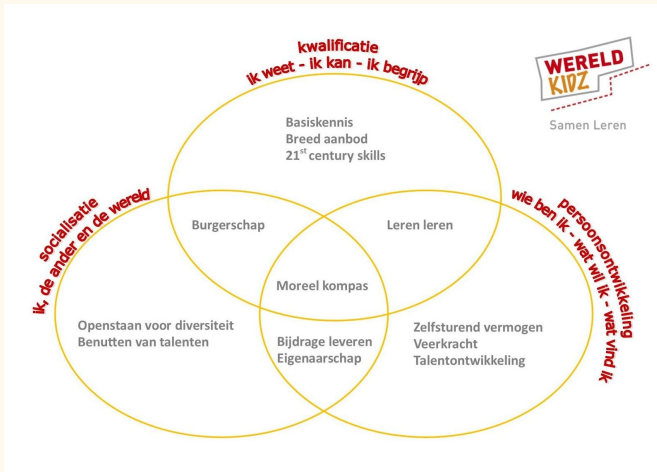 kwalificatie
ik weet - ik kan - ik begrijp
WERELD
KIDZ
Samen Leren
Basiskennis
Breed aanbod
21st century skills
socialisatie
ik, de ander en de wereld
persoonsontwikkeling
wie ben ik - wat wil ik - wat vind ik
Burgerschap
Leren leren
Moreel kompas
Openstaan voor diversiteit
Benutten van talenten
Bijdrage leveren
Eigenaarschap
Zelfsturend vermogen
Veerkracht
Talentontwikkeling